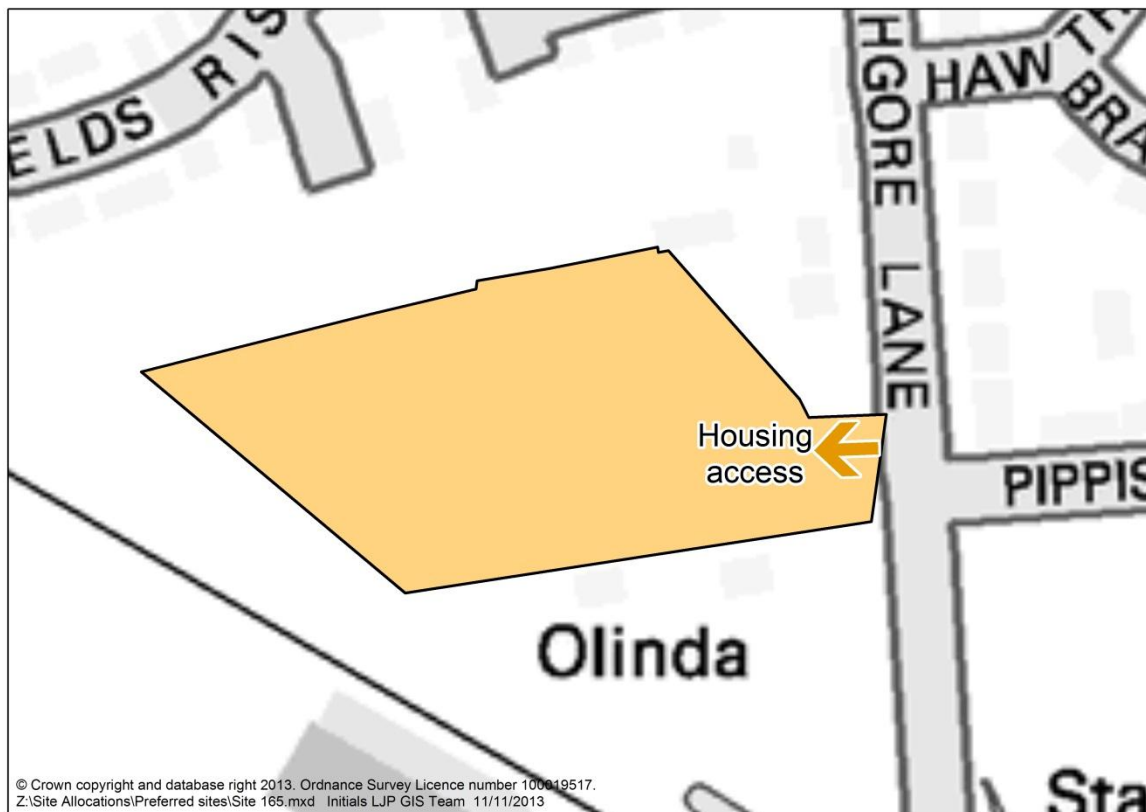 ELDS RIS
HGORE LANE
HAW TH
BRA
Housing
access
PIPPIS
Olinda
Sta
© Crown copyright and database right 2013. Ordnance Survey Licence number 100019517.
Z:\Site Allocations\Preferred sites\Site 165.mxd Initials LJP GIS Team 11/11/2013